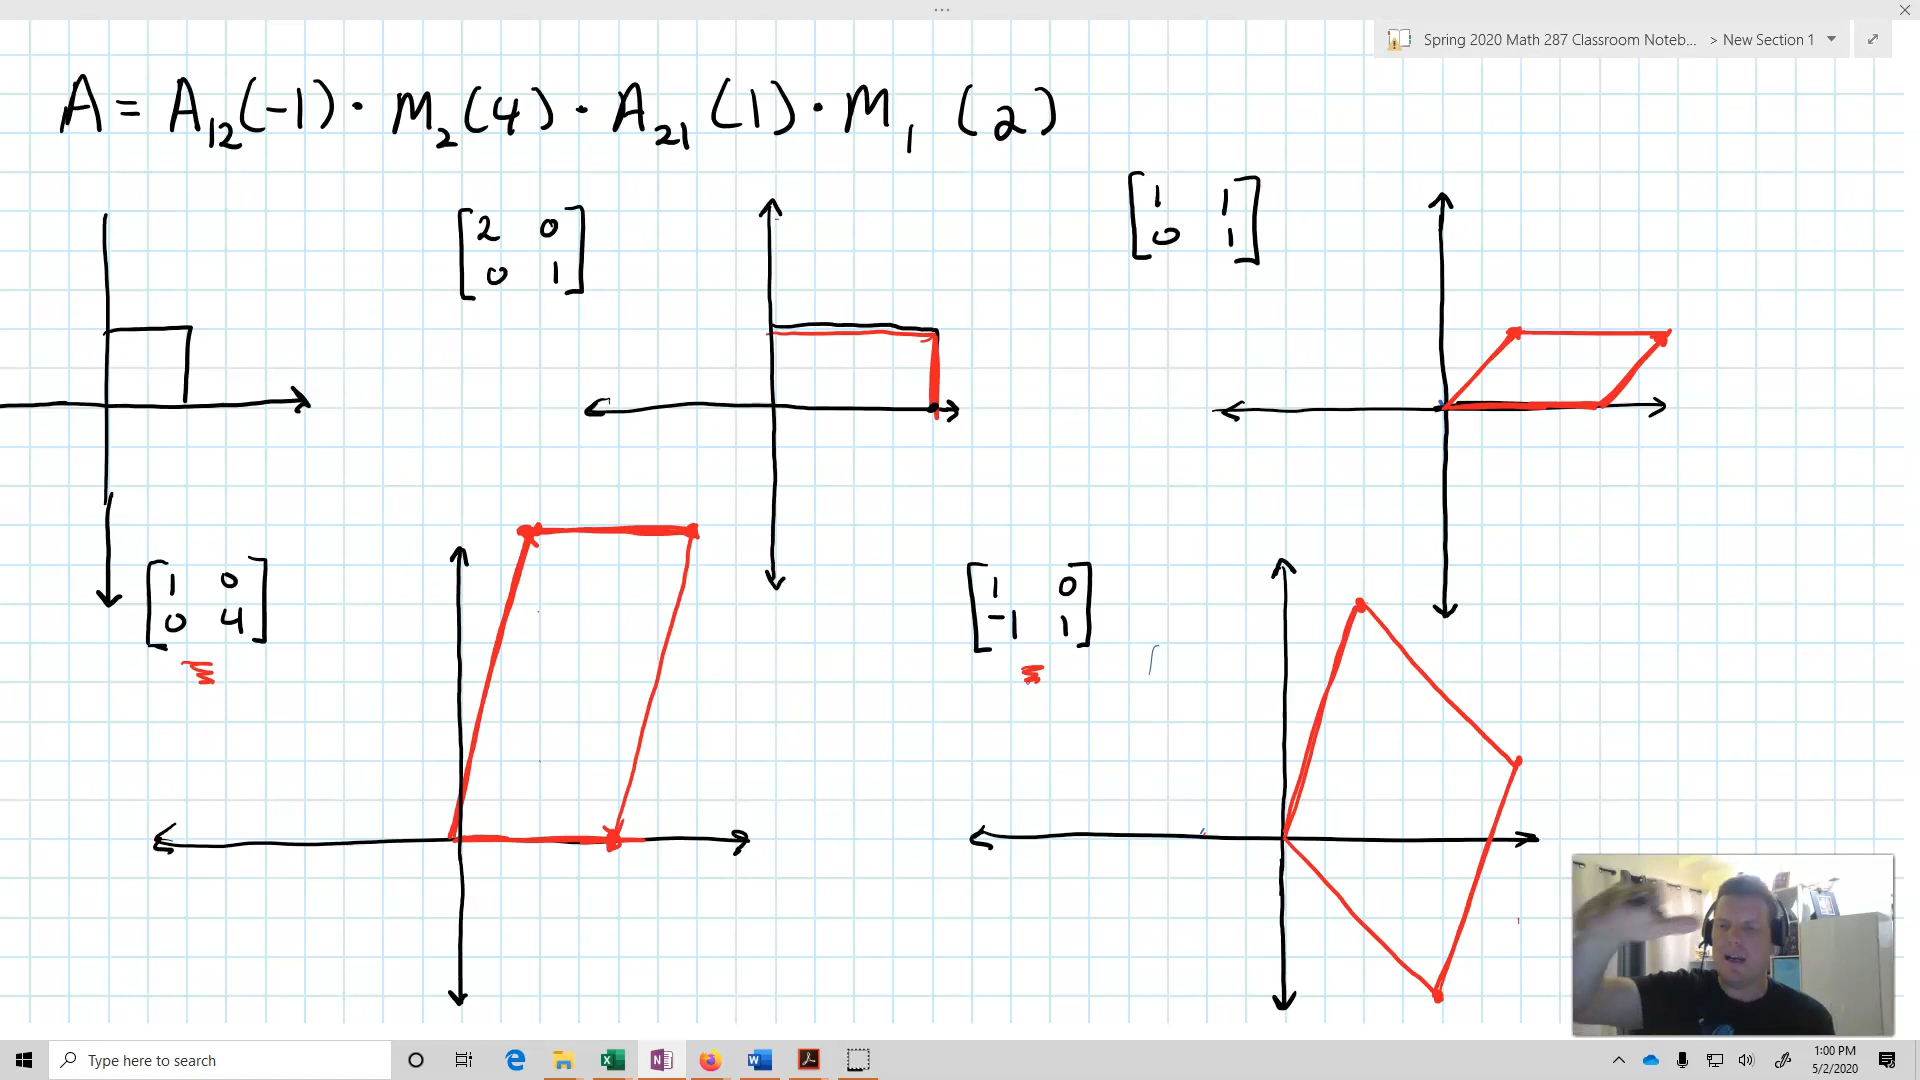 Spring 2020 Math 287 Classroom Noteb... > New Section 1
A = A₁₂(-1) · M₂(4) · A₂₁(1) · M₁(2)
[2 0
0 1]
[1 1
0 1]
[1 0
0 4]
[1 0
-1 1]
Type here to search
1:00 PM
5/2/2020